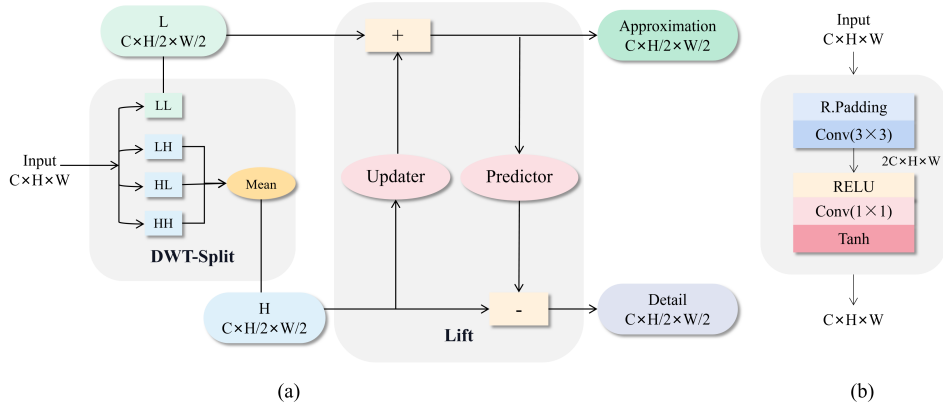 L
C×H/2×W/2
+
Approximation
C×H/2×W/2
Input
C×H×W
LL
LH
HL
HH
Mean
DWT-Split
Input
C×H×W
Updater
Predictor
H
C×H/2×W/2
-
Lift
Detail
C×H/2×W/2
R.Padding
Conv(3×3)
2C×H×W
RELU
Conv(1×1)
Tanh
C×H×W
(a)
(b)